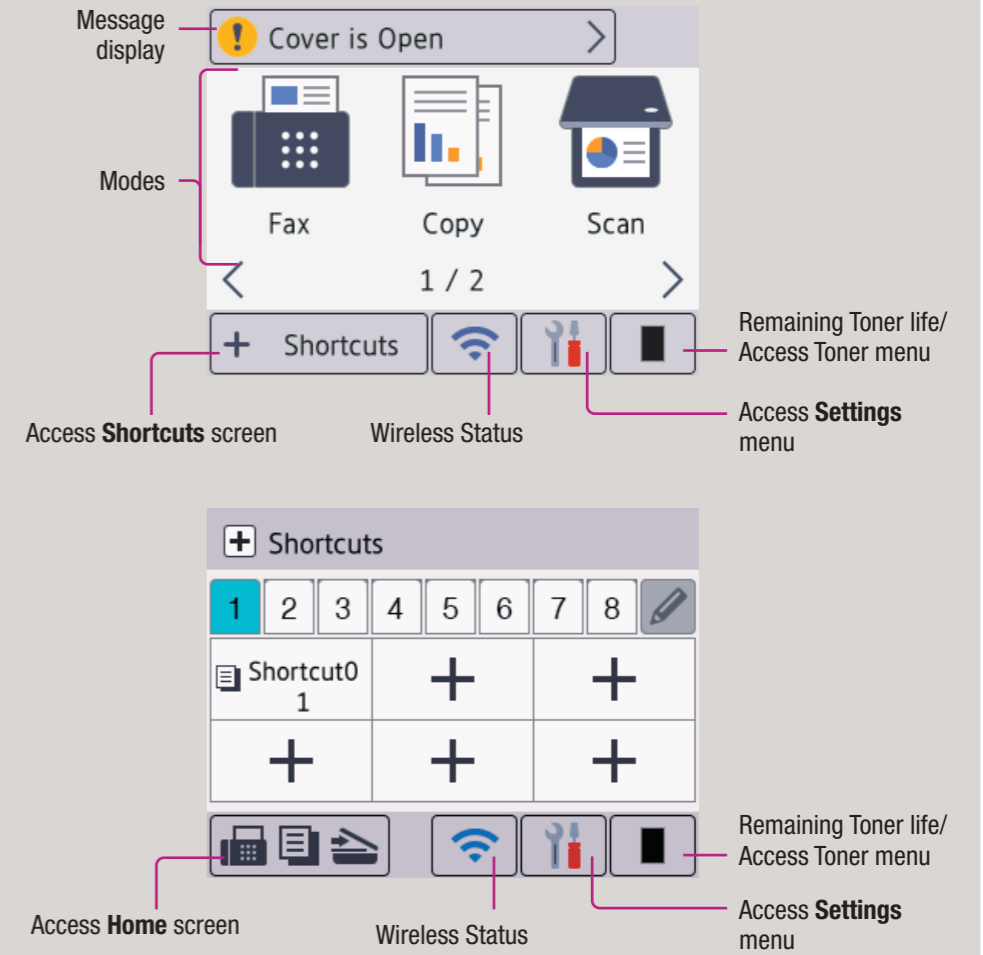 Message
display
! Cover is Open >
Modes
Fax Copy Scan
< 1 / 2 >
+ Shortcuts
Remaining Toner life/
Access Toner menu
Access Shortcuts screen
Wireless Status
Access Settings
menu
+ Shortcuts
1 2 3 4 5 6 7 8
Shortcut0
1
+ +
+ + +
Remaining Toner life/
Access Toner menu
Access Home screen
Wireless Status
Access Settings
menu